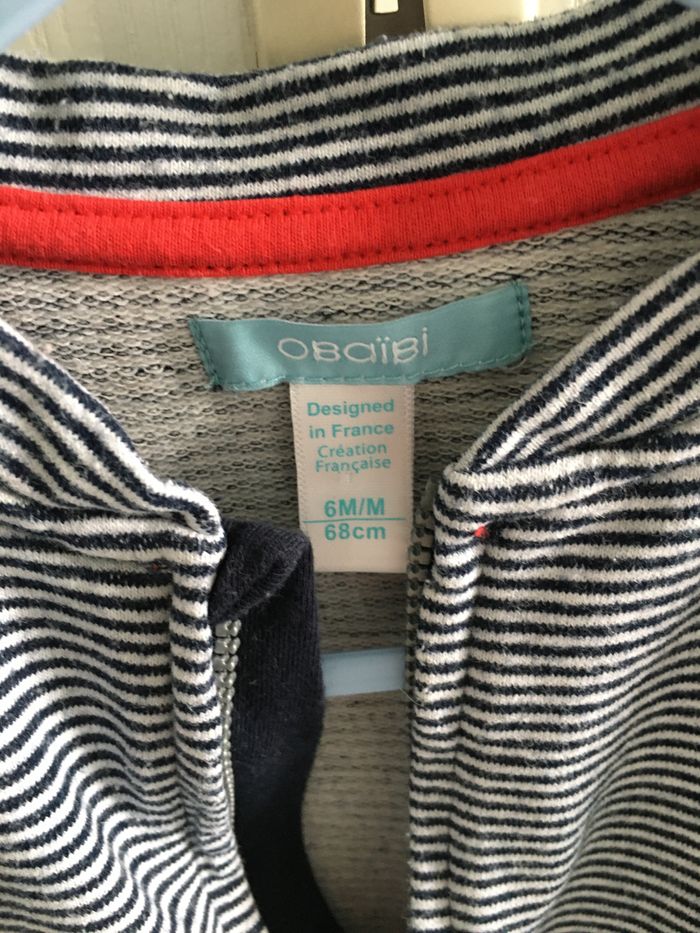 obaïbi
Designed
in France
Création
Française
6M/M
68cm